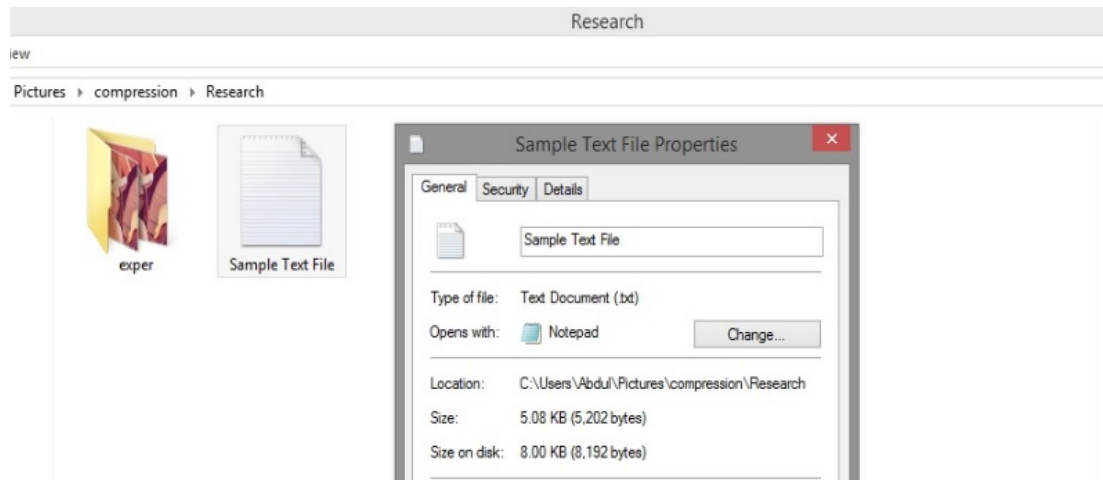 Research
iew
Pictures ▸ compression ▸ Research
exper
Sample Text File
Sample Text File Properties
General Security Details
Sample Text File
Type of file: Text Document (.txt)
Opens with: Notepad Change...
Location: C:\Users\Abdul\Pictures\compression\Research
Size: 5.08 KB (5,202 bytes)
Size on disk: 8.00 KB (8,192 bytes)